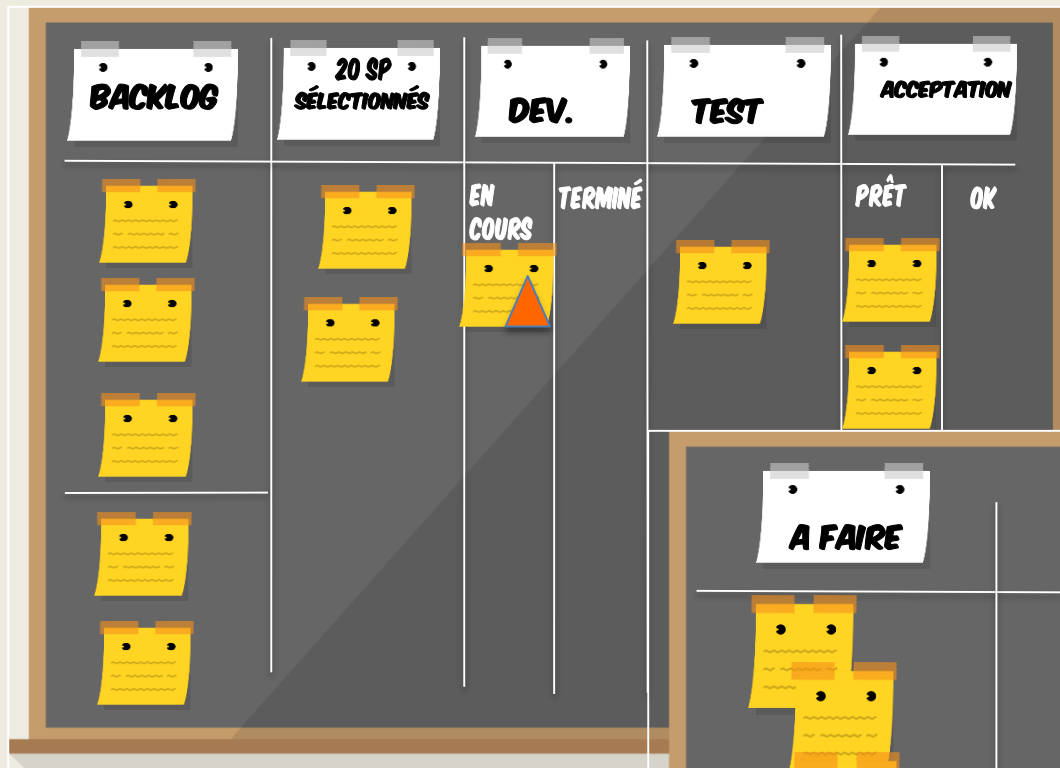 BACKLOG
20 SP
SÉLECTIONNÉS
DEV.
TEST
ACCEPTATION
EN
COURS
TERMINÉ
PRÊT
OK
A FAIRE